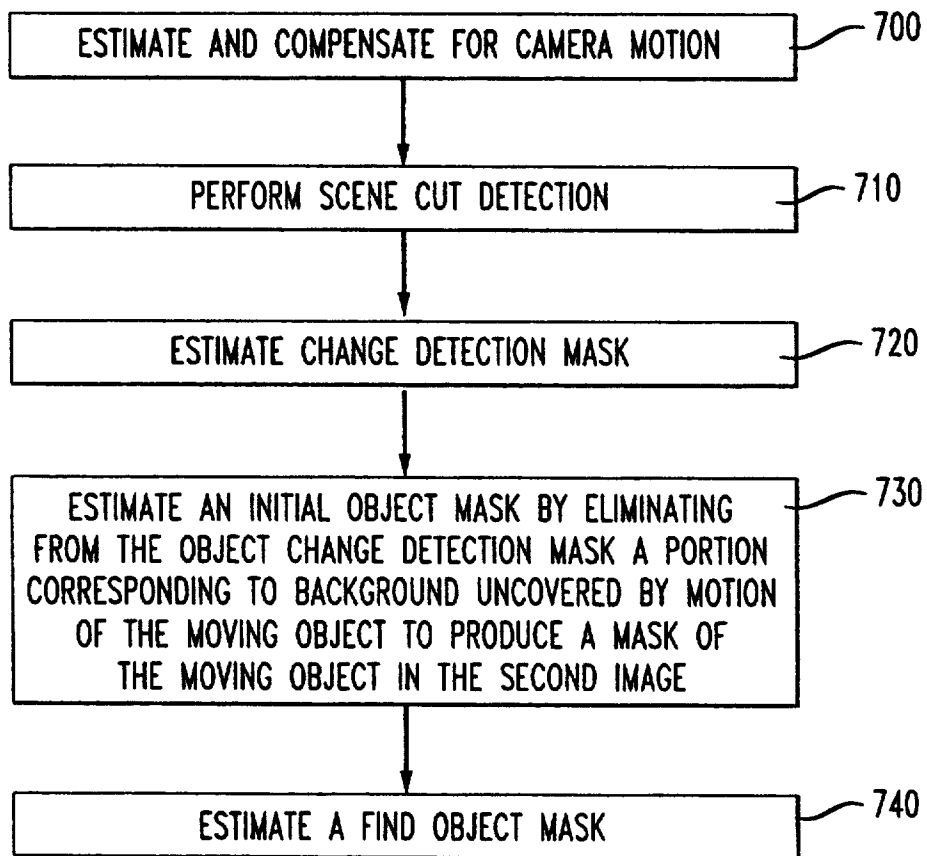 ESTIMATE AND COMPENSATE FOR CAMERA MOTION
700
PERFORM SCENE CUT DETECTION
710
ESTIMATE CHANGE DETECTION MASK
720
ESTIMATE AN INITIAL OBJECT MASK BY ELIMINATING
FROM THE OBJECT CHANGE DETECTION MASK A PORTION
CORRESPONDING TO BACKGROUND UNCOVERED BY MOTION
OF THE MOVING OBJECT TO PRODUCE A MASK OF
THE MOVING OBJECT IN THE SECOND IMAGE
730
ESTIMATE A FIND OBJECT MASK
740